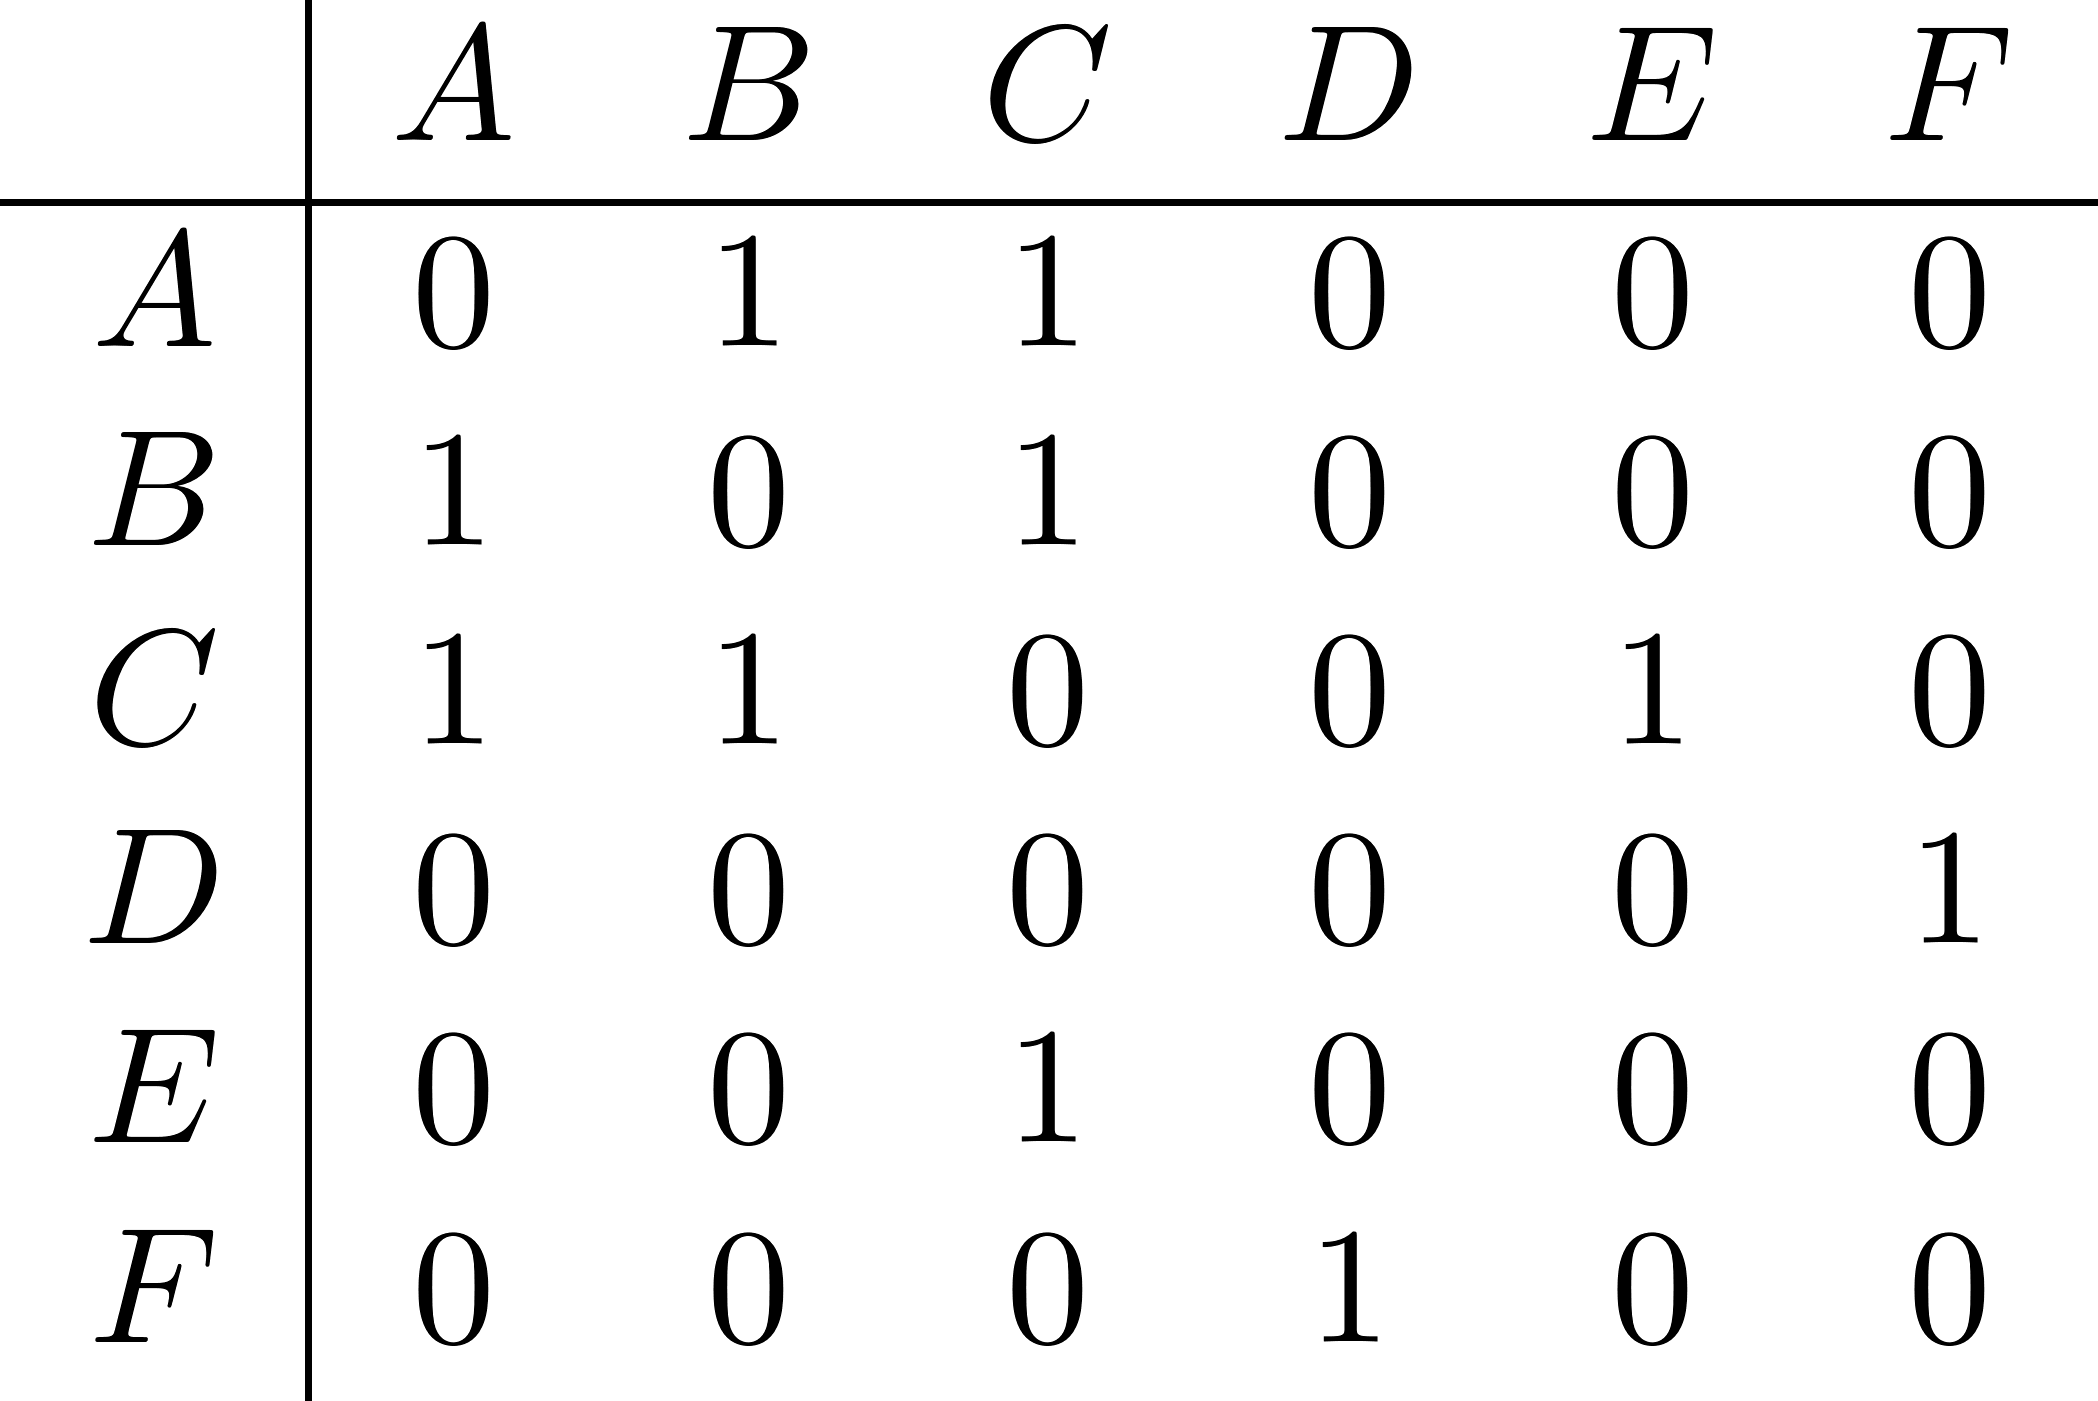 A B C D E F
A 0 1 1 0 0 0
B 1 0 1 0 0 0
C 1 1 0 0 1 0
D 0 0 0 0 0 1
E 0 0 1 0 0 0
F 0 0 0 1 0 0